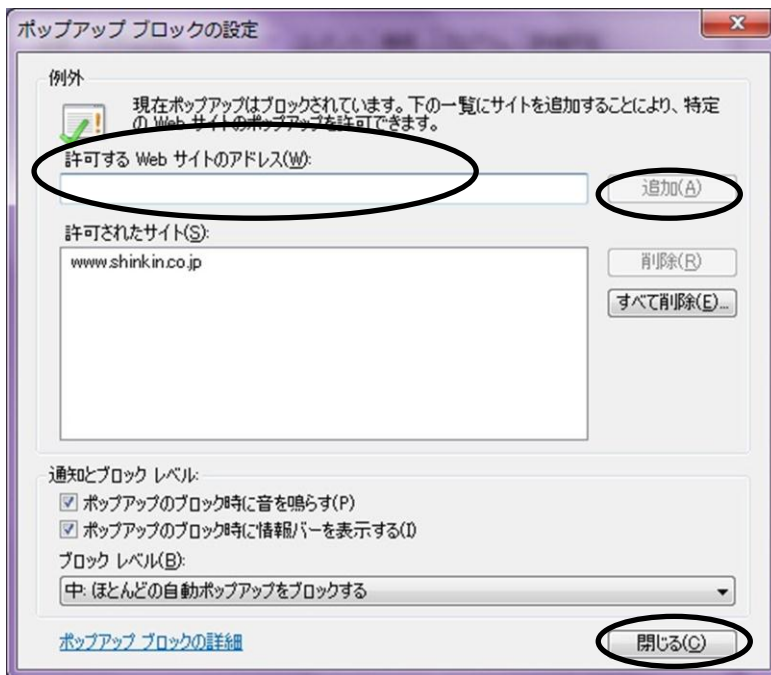 ポップアップ ブロックの設定
例外
現在ポップアップはブロックされています。下の一覧にサイトを追加することにより、特定
の Web サイトのポップアップを許可できます。
許可する Web サイトのアドレス(W):
追加(A)
許可されたサイト(S):
www.shinkin.co.jp
削除(R)
すべて削除(E)...
通知とブロック レベル:
ポップアップのブロック時に音を鳴らす(P)
ポップアップのブロック時に情報バーを表示する(I)
ブロック レベル(B):
中: ほとんどの自動ポップアップをブロックする
ポップアップ ブロックの詳細
閉じる(C)